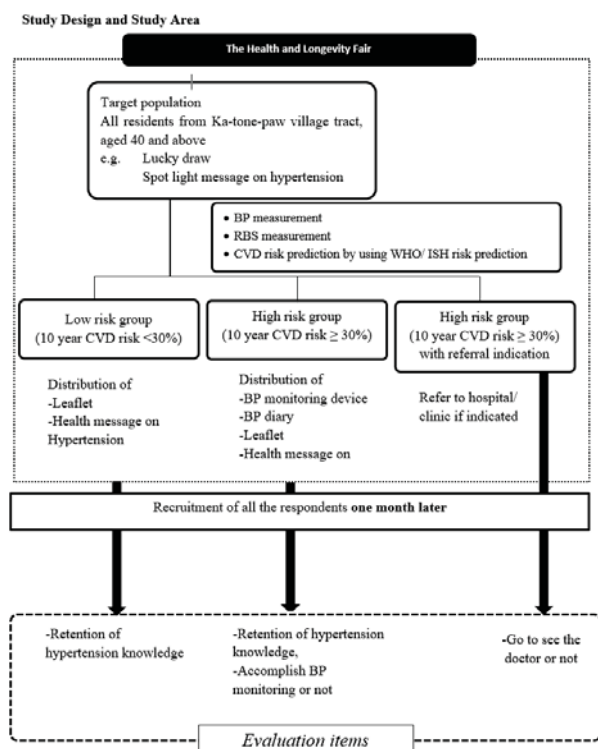 Study Design and Study Area
The Health and Longevity Fair
Target population
All residents from Ka-tone-paw village tract,
aged 40 and above
e.g. Lucky draw
Spot light message on hypertension
• BP measurement
• RBS measurement
• CVD risk prediction by using WHO/ ISH risk prediction
Low risk group
(10 year CVD risk <30%)
High risk group
(10 year CVD risk ≥ 30%)
High risk group
(10 year CVD risk ≥ 30%)
with referral indication
Distribution of
-Leaflet
-Health message on
Hypertension
Distribution of
-BP monitoring device
-BP diary
-Leaflet
-Health message on
Refer to hospital/
clinic if indicated
Recruitment of all the respondents one month later
-Retention of
hypertension knowledge
-Retention of hypertension
knowledge,
-Accomplish BP
monitoring or not
-Go to see the
doctor or not
Evaluation items